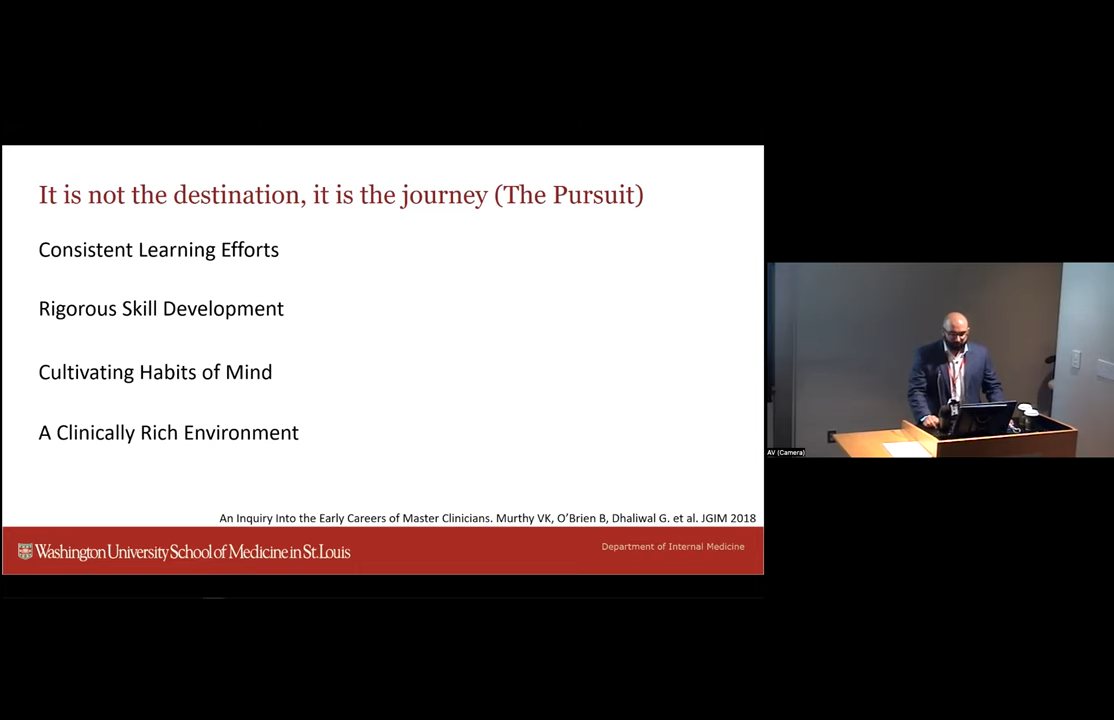 It is not the destination, it is the journey (The Pursuit)
Consistent Learning Efforts
Rigorous Skill Development
Cultivating Habits of Mind
A Clinically Rich Environment
An Inquiry Into the Early Careers of Master Clinicians. Murthy VK, O'Brien B, Dhaliwal G. et al. JGIM 2018
Washington University School of Medicine in St. Louis
Department of Internal Medicine
AV (Camera)